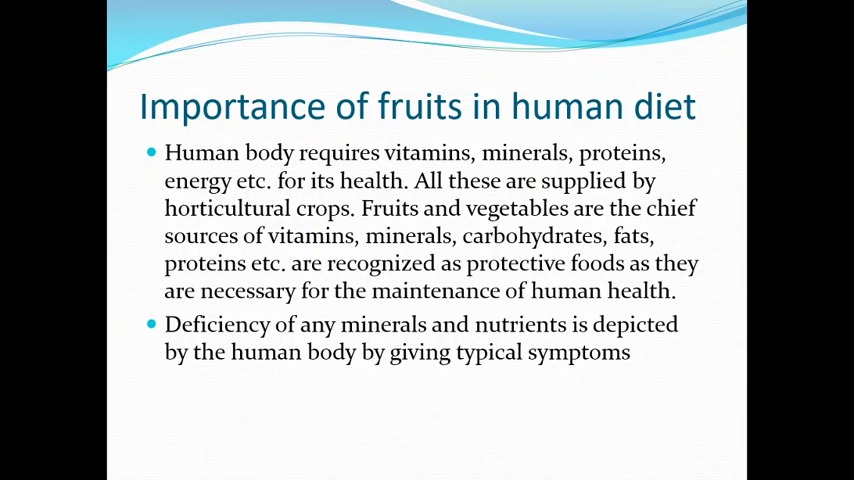 Importance of fruits in human diet
• Human body requires vitamins, minerals, proteins,
energy etc. for its health. All these are supplied by
horticultural crops. Fruits and vegetables are the chief
sources of vitamins, minerals, carbohydrates, fats,
proteins etc. are recognized as protective foods as they
are necessary for the maintenance of human health.
• Deficiency of any minerals and nutrients is depicted
by the human body by giving typical symptoms